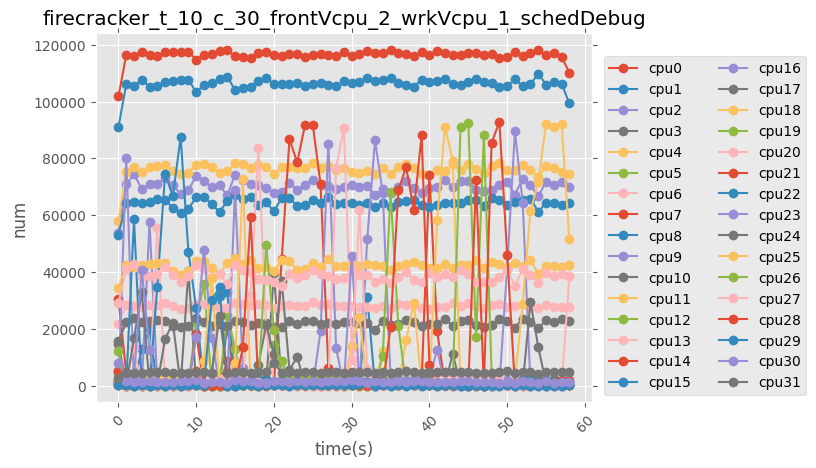 firecracker_t_10_c_30_frontVcpu_2_wrkVcpu_1_schedDebug
120000
100000
80000
60000
40000
20000
0
num
0 10 20 30 40 50 60
time(s)
cpu0 cpu16
cpu1 cpu17
cpu2 cpu18
cpu3 cpu19
cpu4 cpu20
cpu5 cpu21
cpu6 cpu22
cpu7 cpu23
cpu8 cpu24
cpu9 cpu25
cpu10 cpu26
cpu11 cpu27
cpu12 cpu28
cpu13 cpu29
cpu14 cpu30
cpu15 cpu31